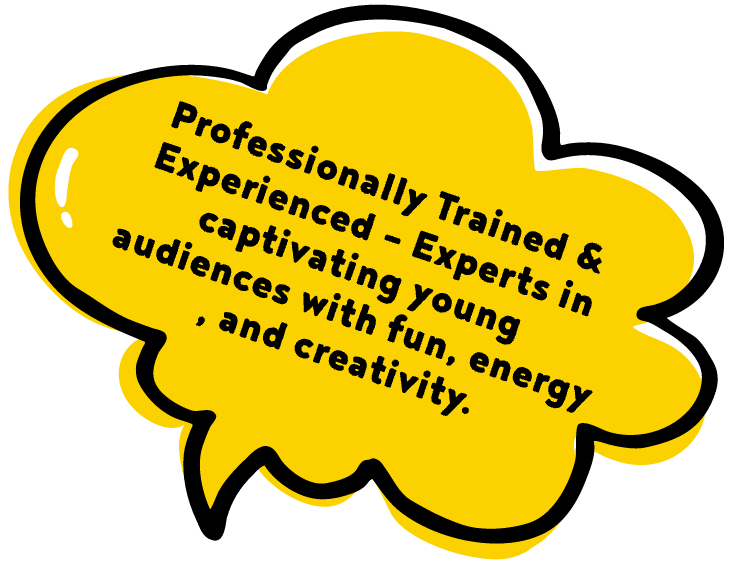 Professionally Trained &
Experienced – Experts in
captivating young
audiences with fun, energy
, and creativity.